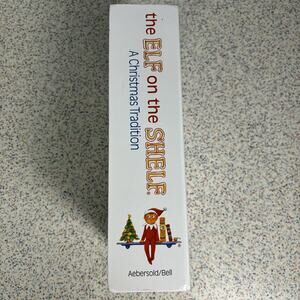 the ELF on the SHELF
A Christmas Tradition
Aebersold/Bell